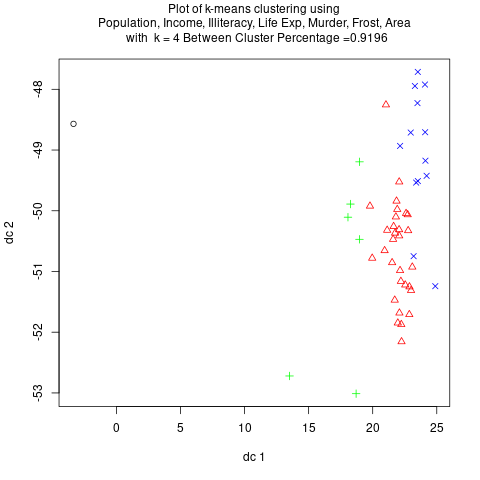 Plot of k-means clustering using
Population, Income, Illiteracy, Life Exp, Murder, Frost, Area
with k = 4 Between Cluster Percentage =0.9196
-48
-49
-50
-51
-52
-53
dc 2
0 5 10 15 20 25
dc 1